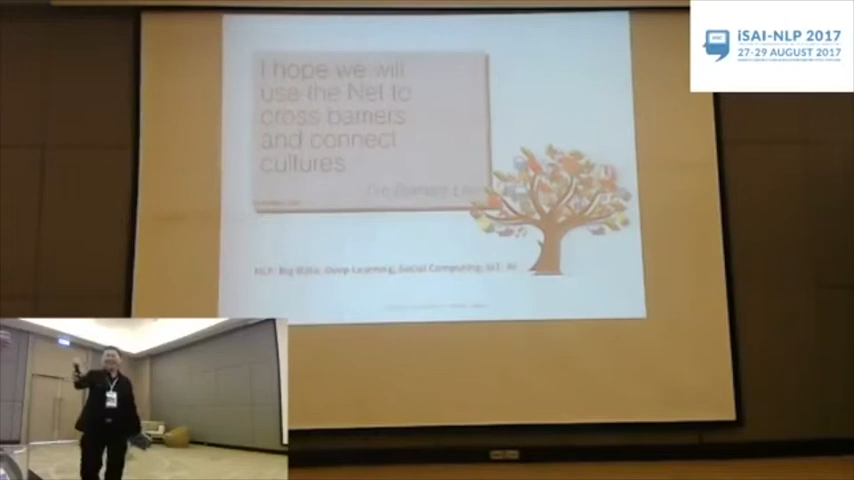 iSAI-NLP 2017
27-29 AUGUST 2017
I hope we will
use the Net to
cross barriers
and connect
cultures
NLP, Big Data, Deep Learning, Social Computing, IoT, AI